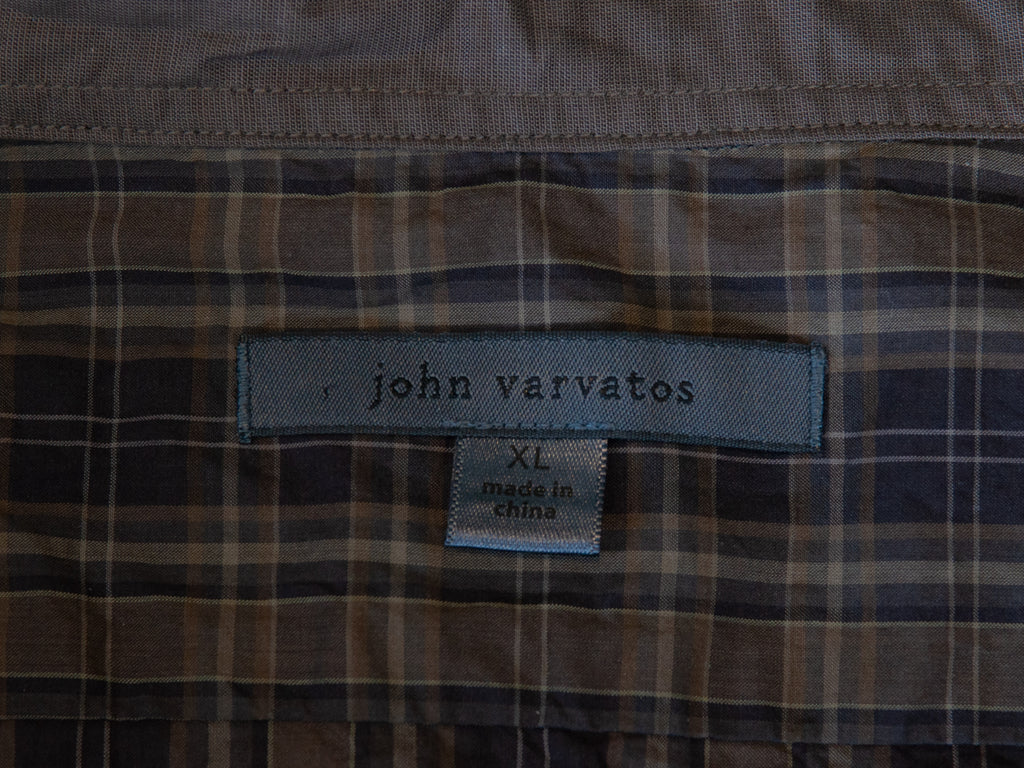 john varvatos
XL
made in
china